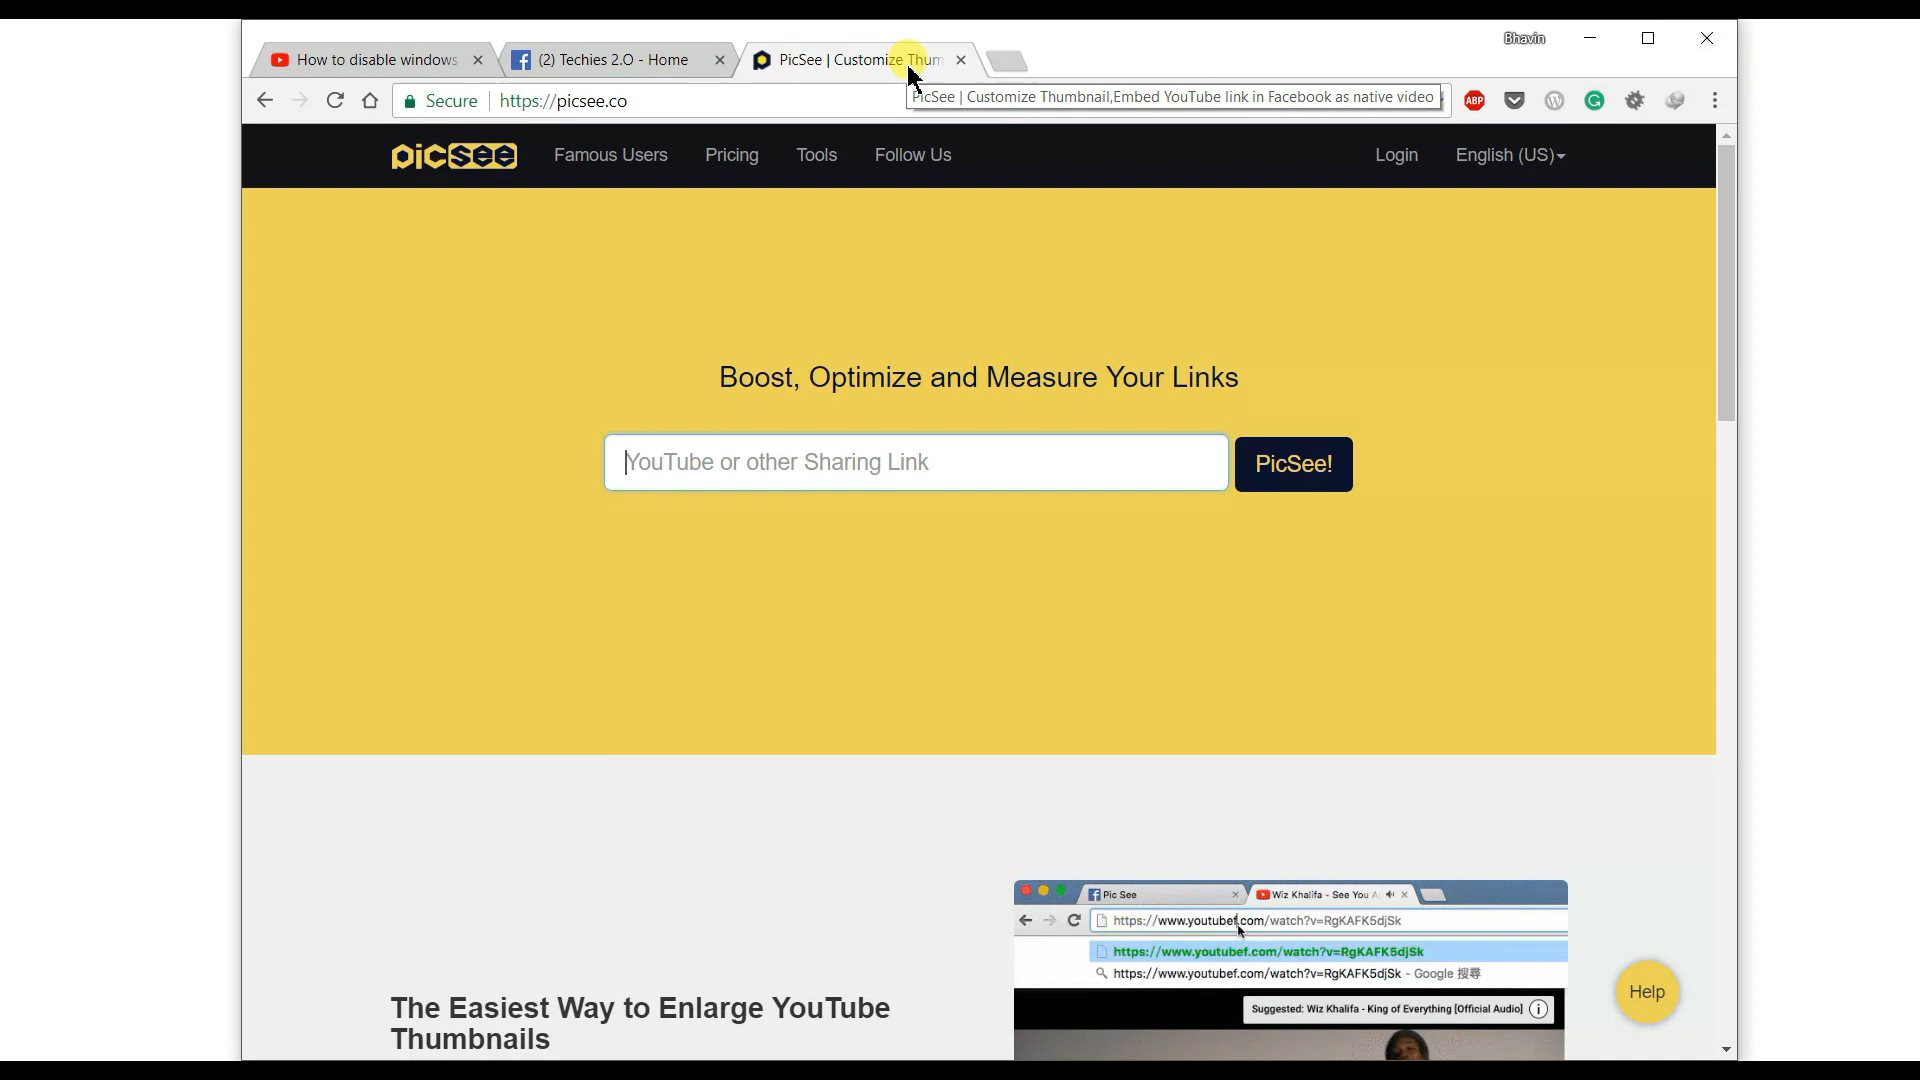 Bhavin
How to disable windows
(2) Techies 2.O - Home
PicSee | Customize Thum
Secure
https://picsee.co
PicSee | Customize Thumbnail,Embed YouTube link in Facebook as native video
ABP
picsee
Famous Users
Pricing
Tools
Follow Us
Login
English (US)
Boost, Optimize and Measure Your Links
YouTube or other Sharing Link
PicSee!
Pic See
Wiz Khalifa - See You A
https://www.youtubef.com/watch?v=RgKAFK5djSk
https://www.youtubef.com/watch?v=RgKAFK5djSk
https://www.youtubef.com/watch?v=RgKAFK5djSk - Google 搜尋
Suggested: Wiz Khalifa - King of Everything [Official Audio]
The Easiest Way to Enlarge YouTube
Thumbnails
Help